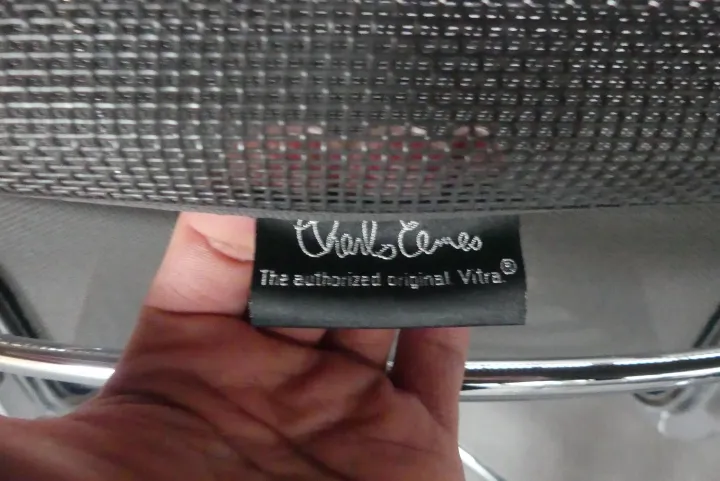 Charles Eames
The authorized original. Vitra.®